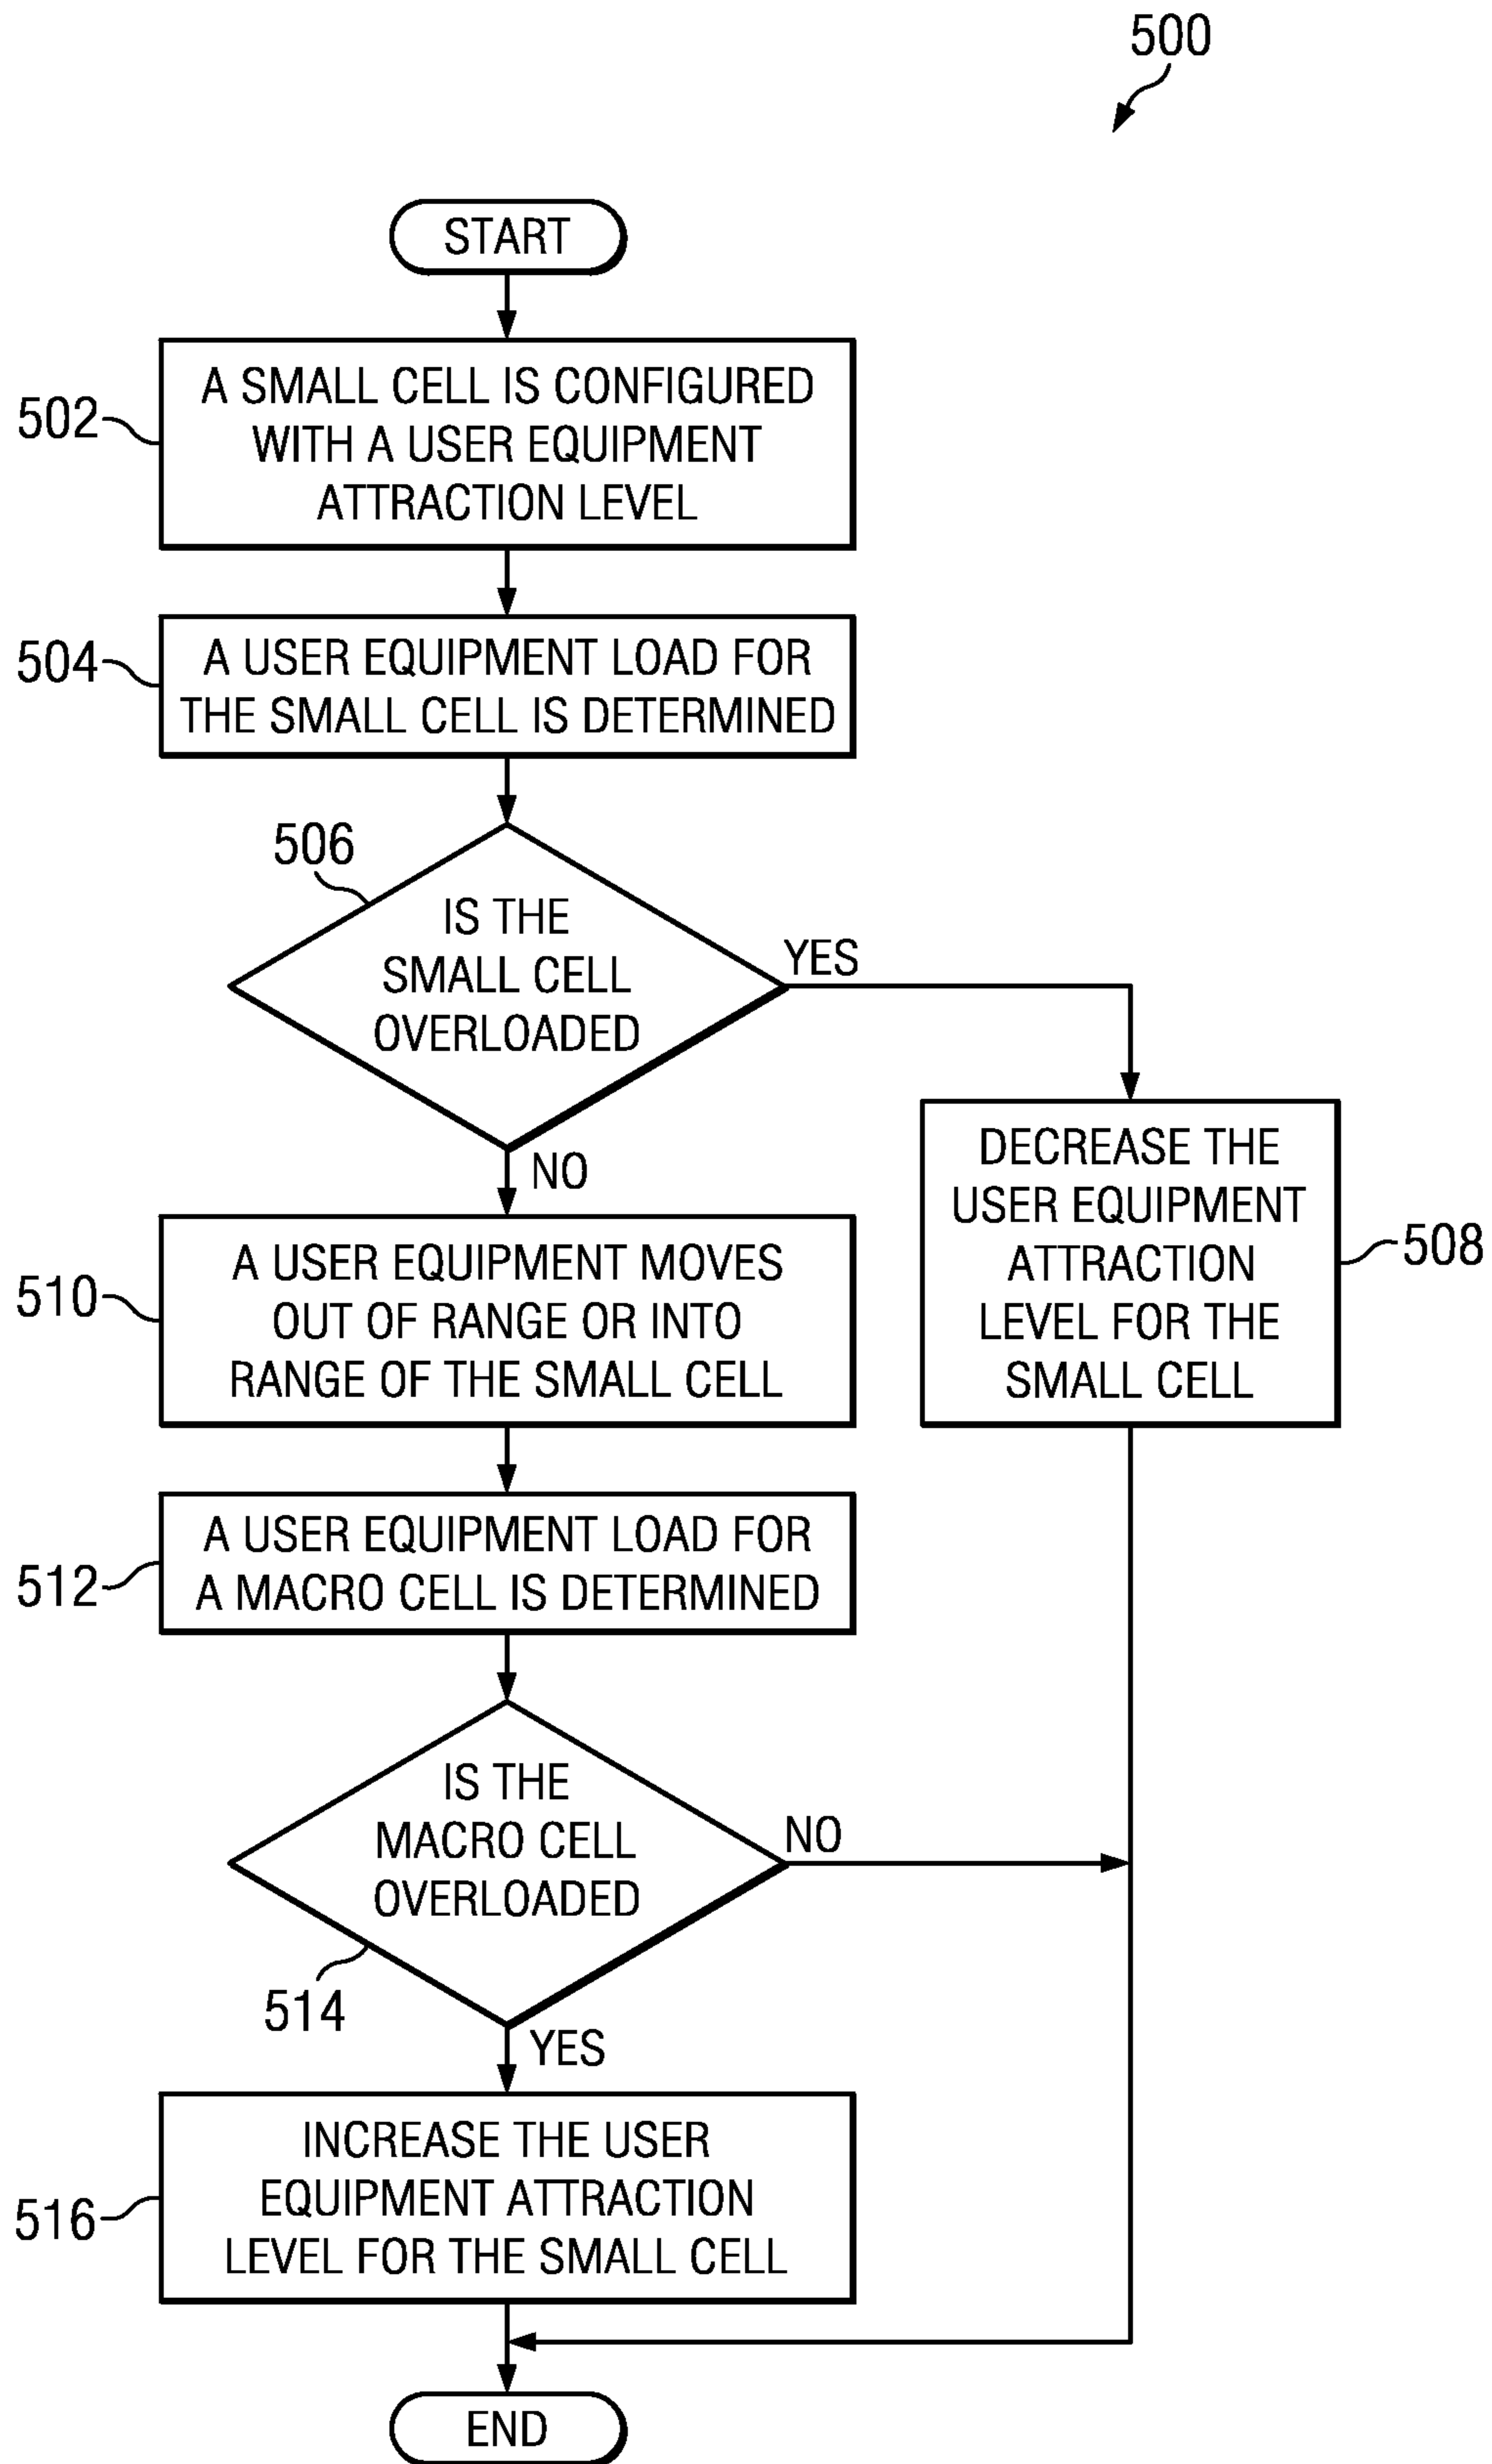 500
START
502
A SMALL CELL IS CONFIGURED
WITH A USER EQUIPMENT
ATTRACTION LEVEL
504
A USER EQUIPMENT LOAD FOR
THE SMALL CELL IS DETERMINED
506
IS THE
SMALL CELL
OVERLOADED
YES
NO
DECREASE THE
USER EQUIPMENT
ATTRACTION
LEVEL FOR THE
SMALL CELL
508
510
A USER EQUIPMENT MOVES
OUT OF RANGE OR INTO
RANGE OF THE SMALL CELL
512
A USER EQUIPMENT LOAD FOR
A MACRO CELL IS DETERMINED
IS THE
MACRO CELL
OVERLOADED
NO
514
YES
516
INCREASE THE USER
EQUIPMENT ATTRACTION
LEVEL FOR THE SMALL CELL
END